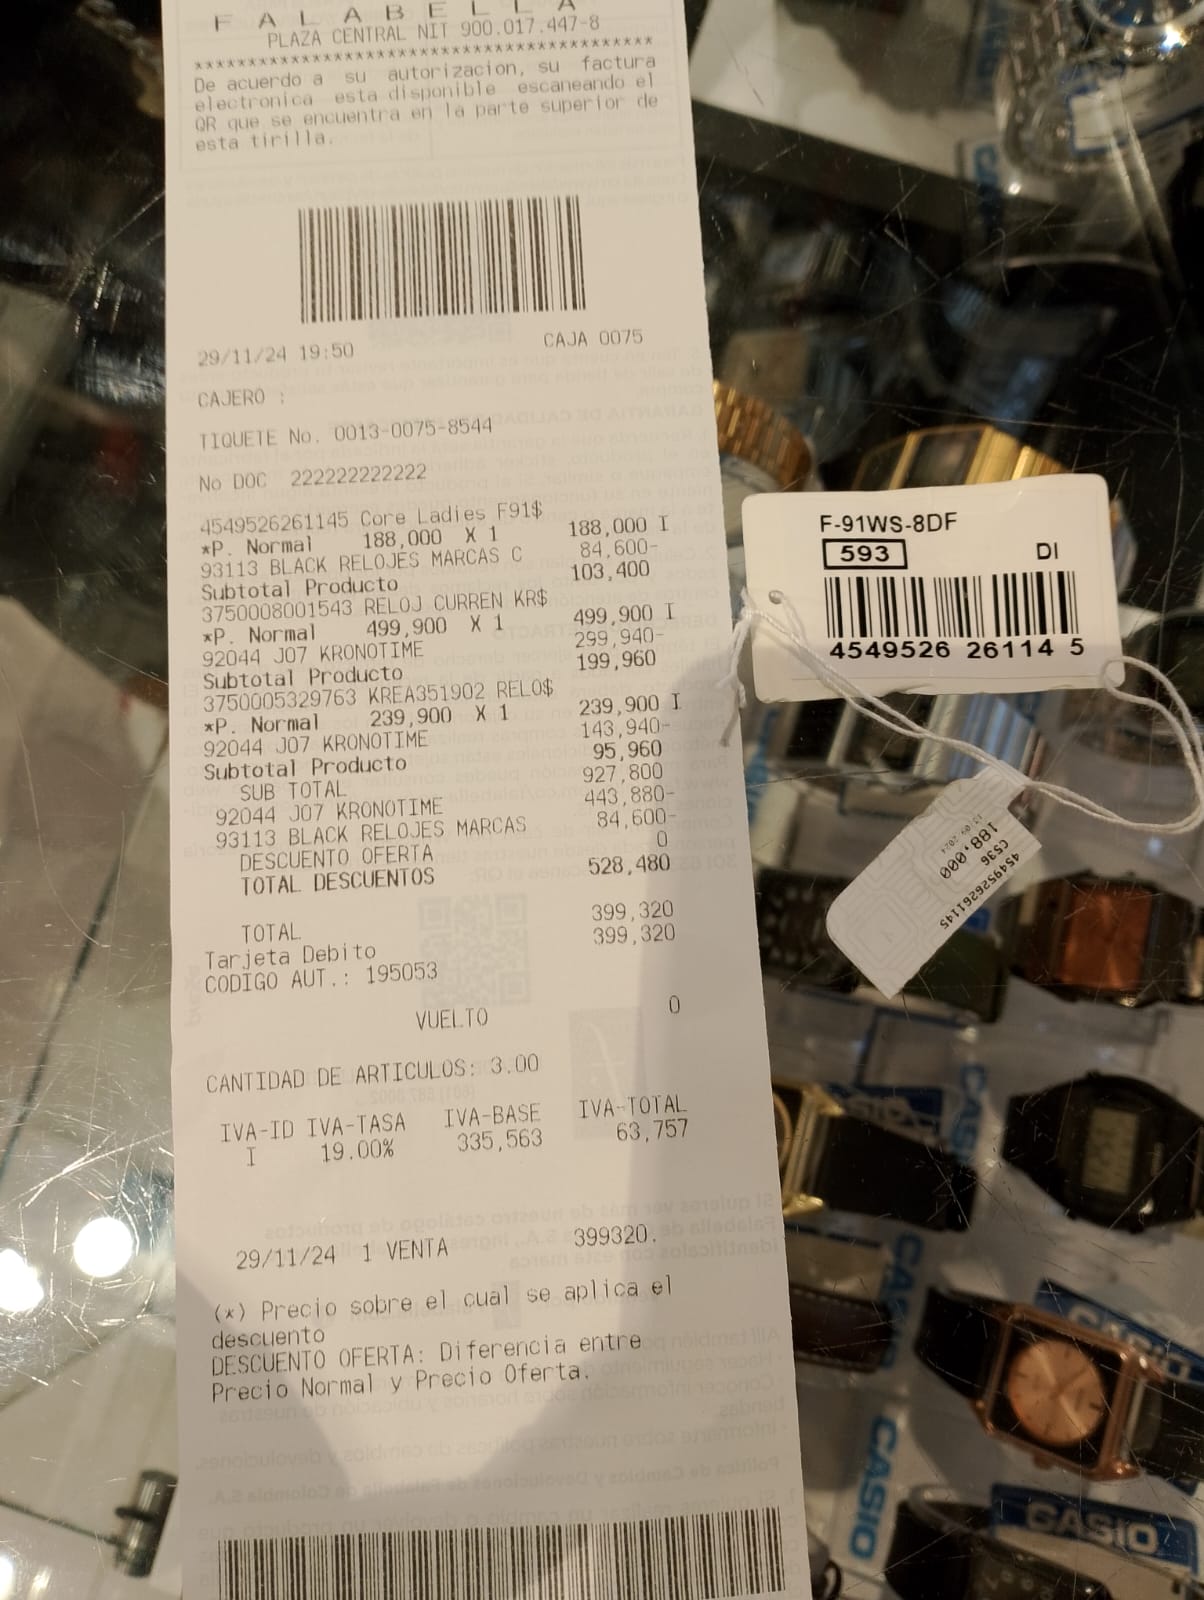 FALABELLA
PLAZA CENTRAL NIT 900.017.447-8
****************************************
De acuerdo a su autorizacion, su factura
electronica esta disponible escaneando el
QR que se encuentra en la parte superior de
esta tirilla.
29/11/24 19:50 CAJA 0075
CAJERO :
TIQUETE No. 0013-0075-8544
No DOC 222222222222
4549526261145 Core Ladies F91$
*P. Normal 188,000 X 1 188,000 I
93113 BLACK RELOJES MARCAS C 84,600-
Subtotal Producto 103,400
3750008001543 RELOJ CURREN KR$
*P. Normal 499,900 X 1 499,900 I
92044 J07 KRONOTIME 299,940-
Subtotal Producto 199,960
3750005329763 KREA351902 RELO$
*P. Normal 239,900 X 1 239,900 I
92044 J07 KRONOTIME 143,940-
Subtotal Producto 95,960
SUB TOTAL 927,800
92044 J07 KRONOTIME 443,880-
93113 BLACK RELOJES MARCAS 84,600-
DESCUENTO OFERTA 0
TOTAL DESCUENTOS 528,480
TOTAL 399,320
Tarjeta Debito 399,320
CODIGO AUT.: 195053
VUELTO 0
CANTIDAD DE ARTICULOS: 3.00
IVA-ID IVA-TASA IVA-BASE IVA-TOTAL
I 19.00% 335,563 63,757
29/11/24 1 VENTA 399320.
(*) Precio sobre el cual se aplica el
descuento
DESCUENTO OFERTA: Diferencia entre
Precio Normal y Precio Oferta.
F-91WS-8DF
593 DI
4549526 26114 5
188,000
C536
4549526261145
CASIO
CASIO
CASIO
CASIO